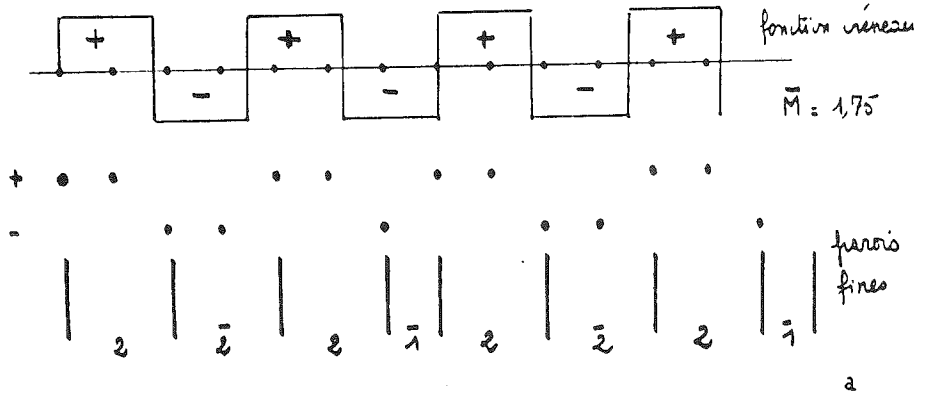 + + + +
fonction créneau
- - -
M̄ = 1,75
+
-
parois
fines
2 2̄ 2 1̄ 2 2̄ 2 1̄
a